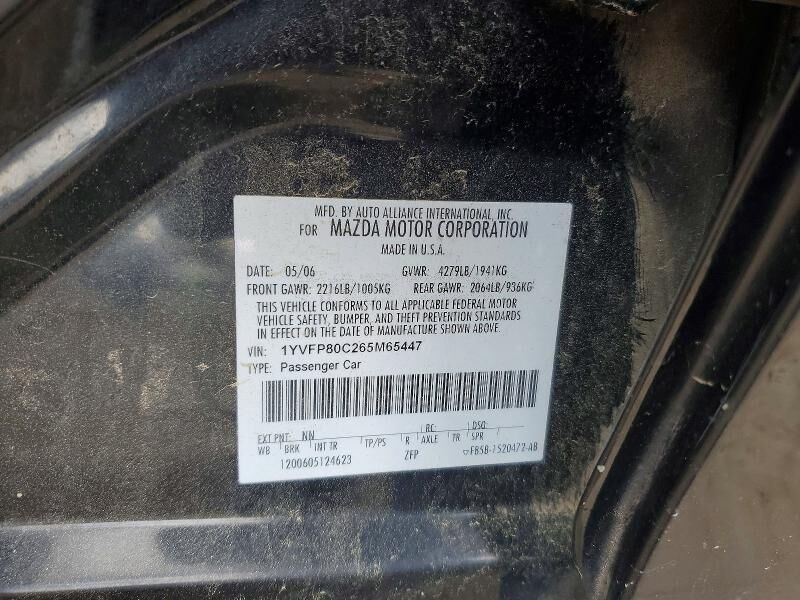 MFD. BY AUTO ALLIANCE INTERNATIONAL, INC.
FOR MAZDA MOTOR CORPORATION
MADE IN U.S.A.
DATE: 05/06 GVWR: 4279LB/1941KG
FRONT GAWR: 2216LB/1005KG REAR GAWR: 2064LB/936KG
THIS VEHICLE CONFORMS TO ALL APPLICABLE FEDERAL MOTOR
VEHICLE SAFETY, BUMPER, AND THEFT PREVENTION STANDARDS
IN EFFECT ON THE DATE OF MANUFACTURE SHOWN ABOVE.
VIN: 1YVFP80C265M65447
TYPE: Passenger Car
EXT PNT: NN RC: DSO:
WB BRK INT TR TP/PS R AXLE TR SPR
1200605124623 ZFP FB5B-1520472-AB